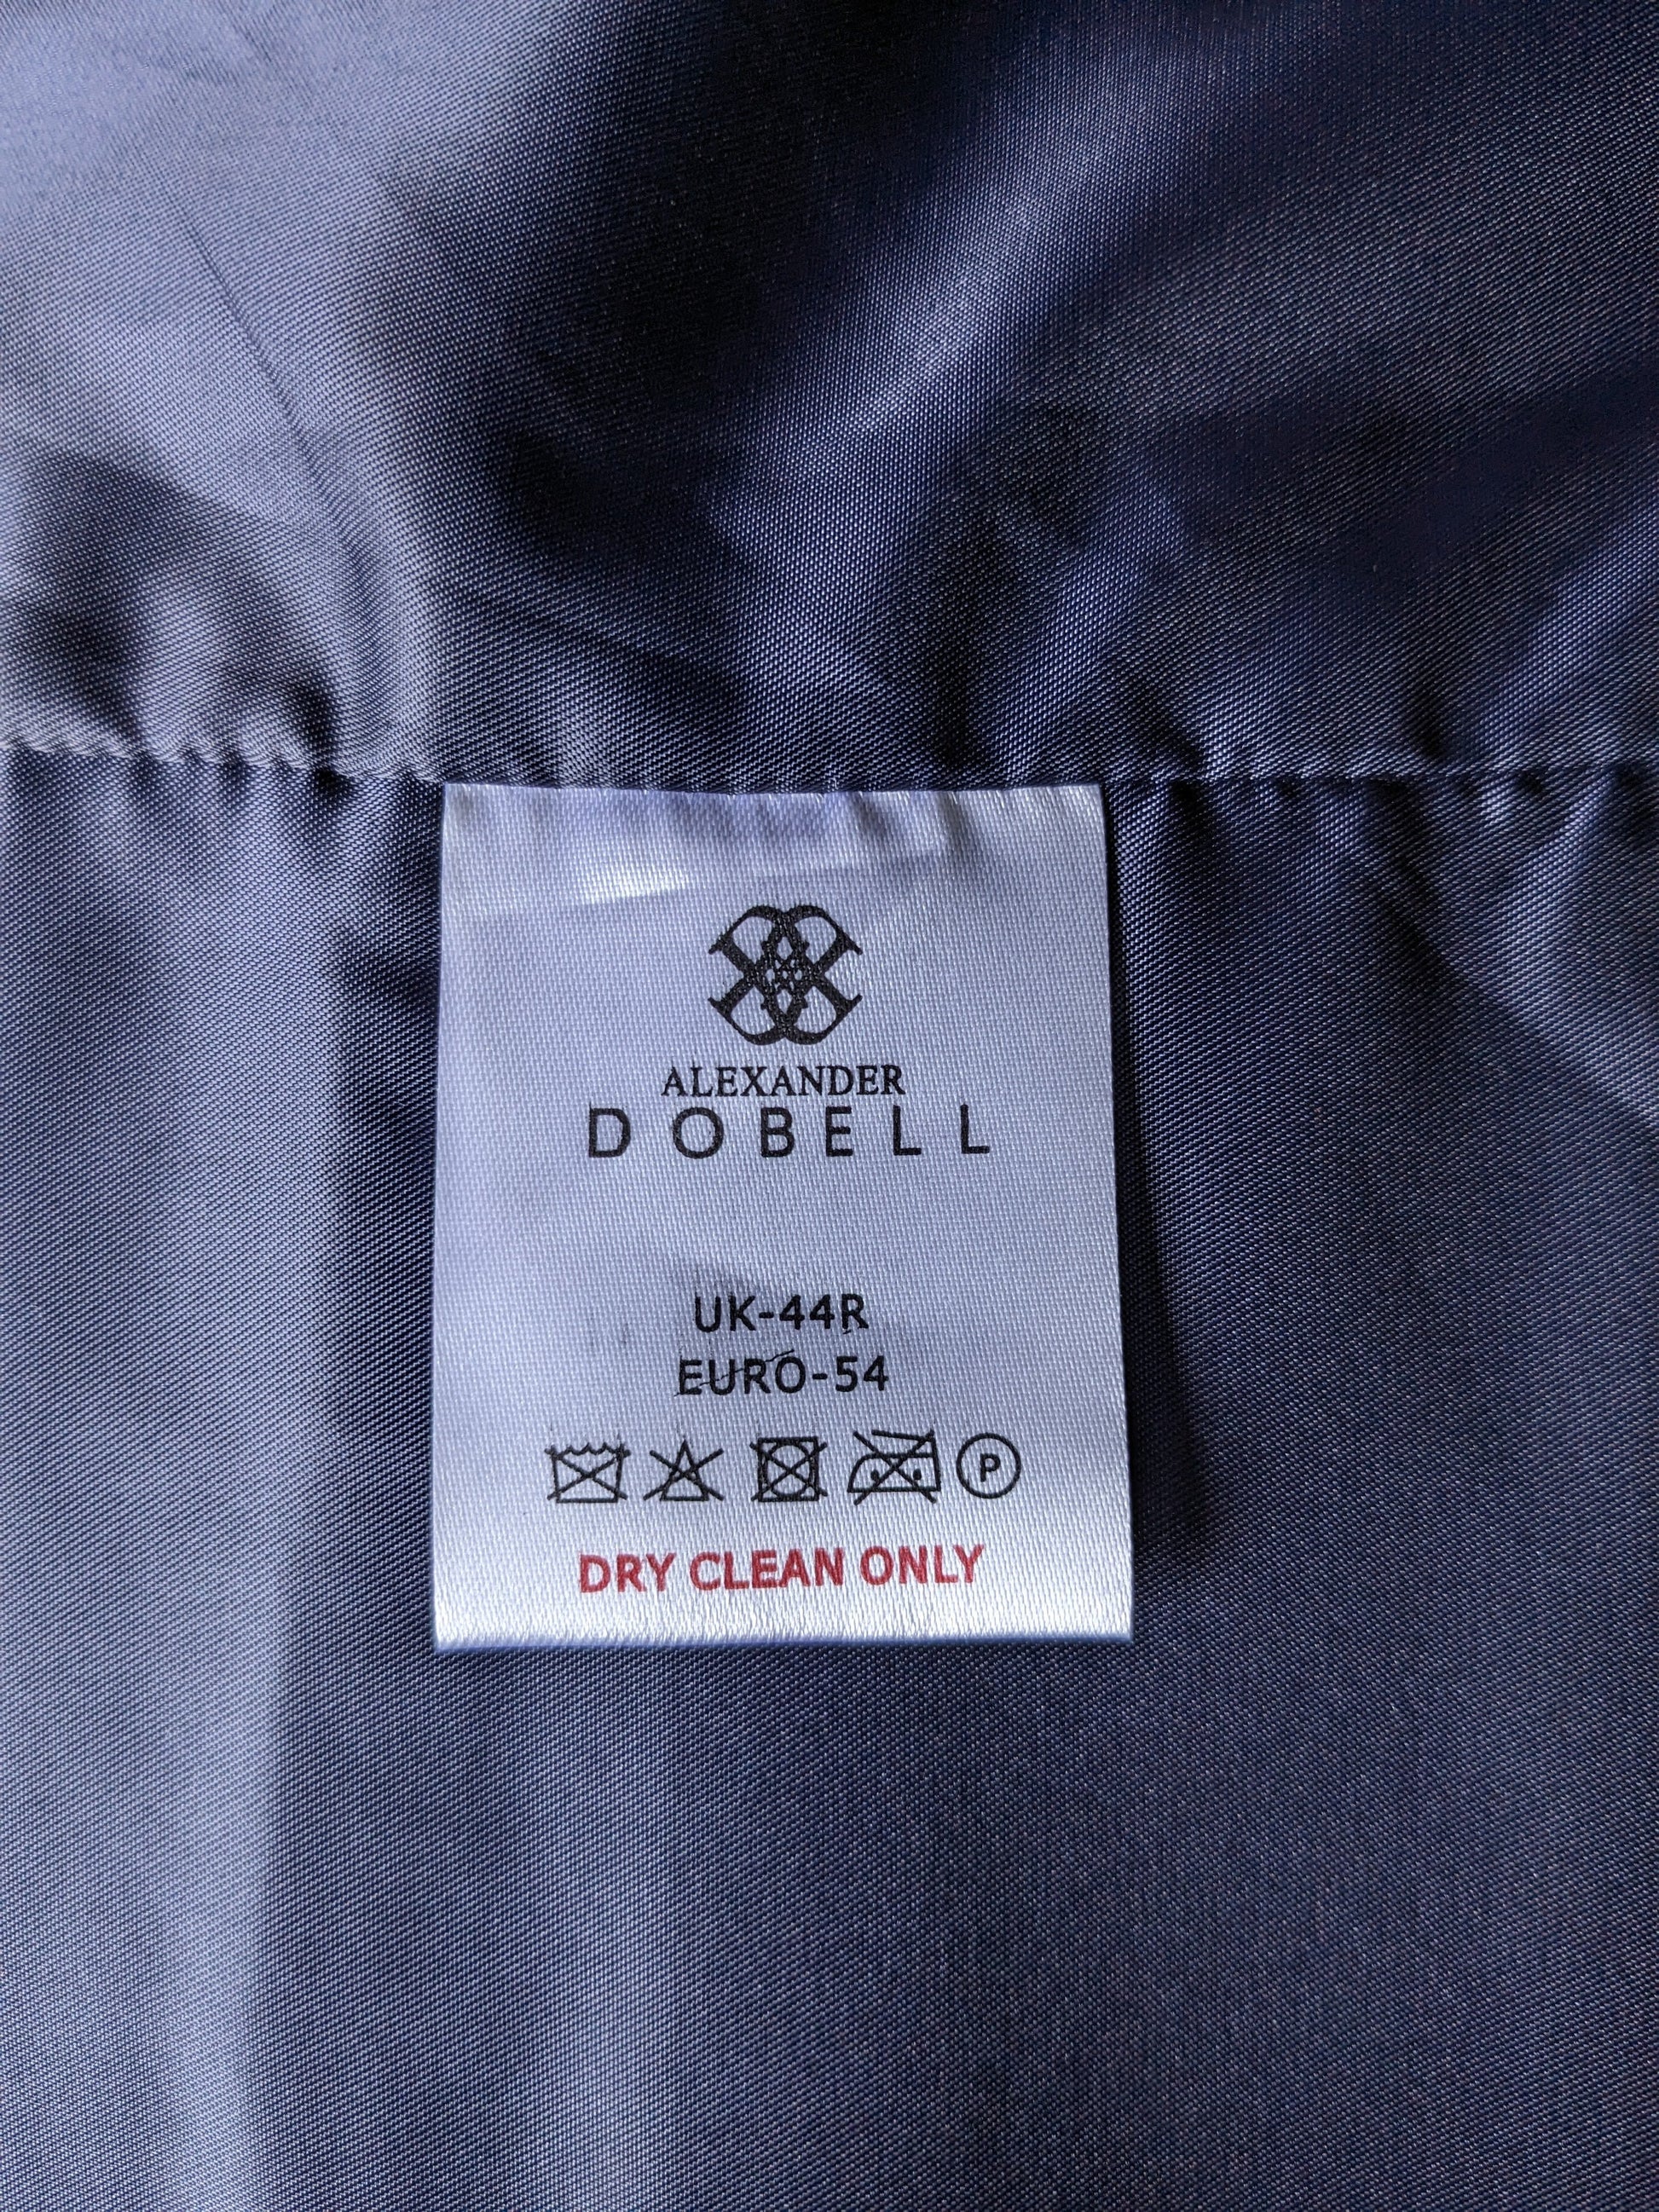 ALEXANDER
DOBELL
UK-44R
EURO-54
P
DRY CLEAN ONLY